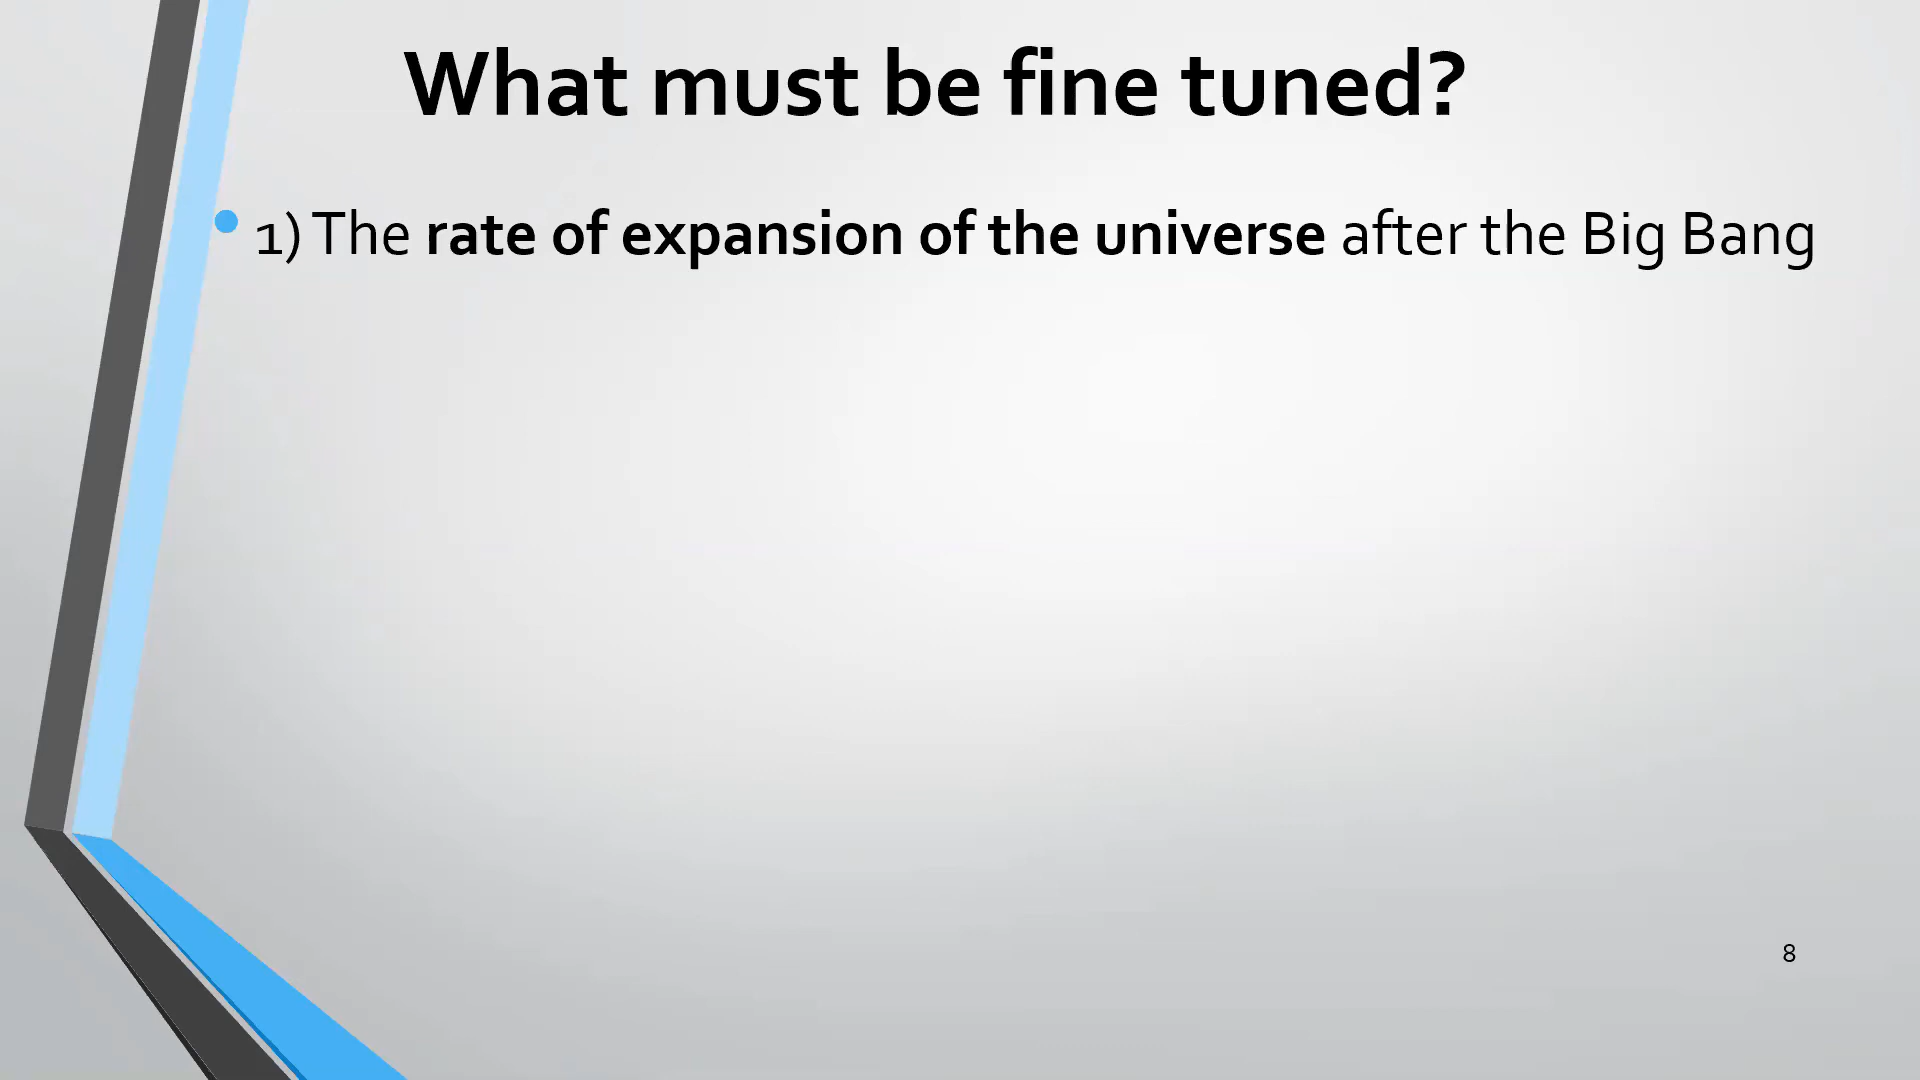 What must be fine tuned?
• 1) The rate of expansion of the universe after the Big Bang
8